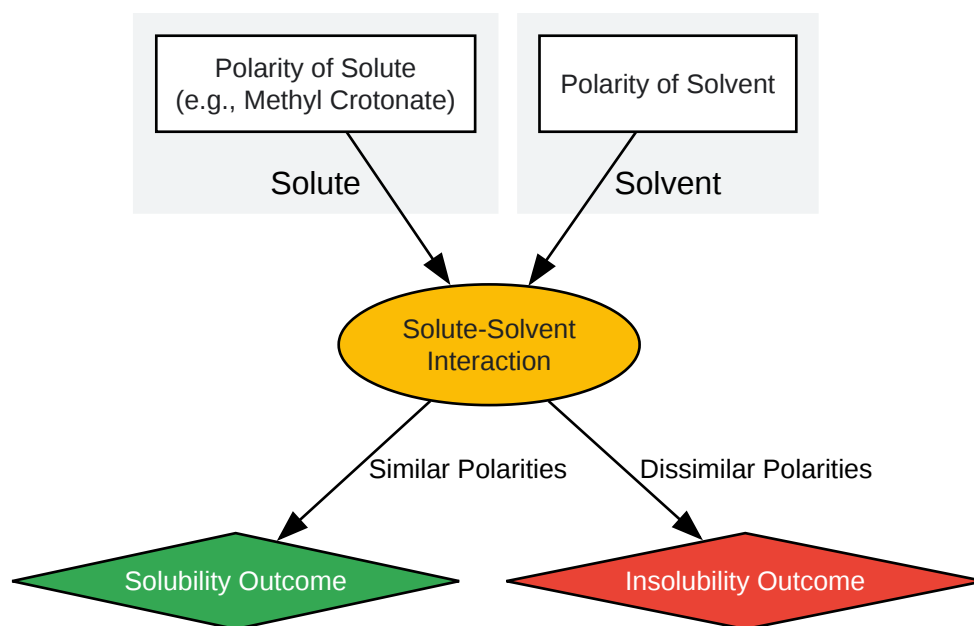 Polarity of Solute
(e.g., Methyl Crotonate)
Polarity of Solvent
Solute
Solvent
Solute-Solvent
Interaction
Similar Polarities
Dissimilar Polarities
Solubility Outcome
Insolubility Outcome